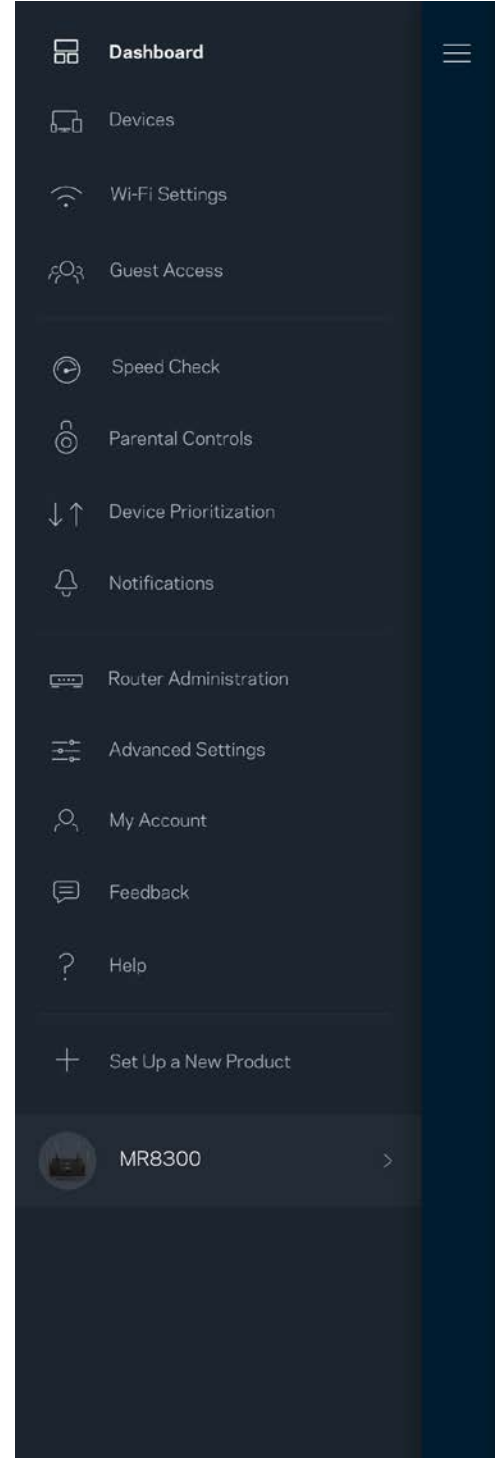 Dashboard
Devices
Wi-Fi Settings
Guest Access
Speed Check
Parental Controls
Device Prioritization
Notifications
Router Administration
Advanced Settings
My Account
Feedback
Help
Set Up a New Product
MR8300